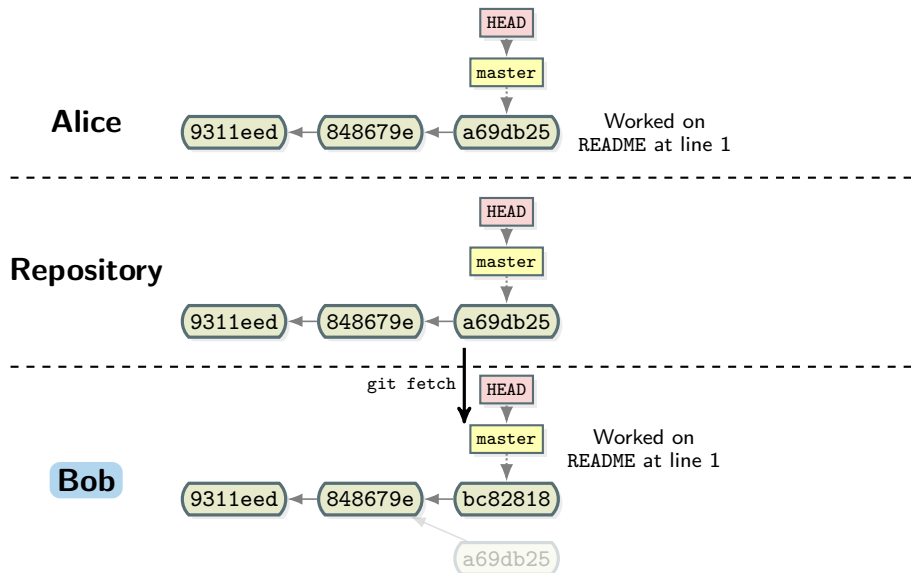 HEAD
master
Alice
9311eed 848679e a69db25
Worked on
README at line 1
HEAD
Repository
master
9311eed 848679e a69db25
git fetch
HEAD
master
Worked on
README at line 1
Bob
9311eed 848679e bc82818
a69db25